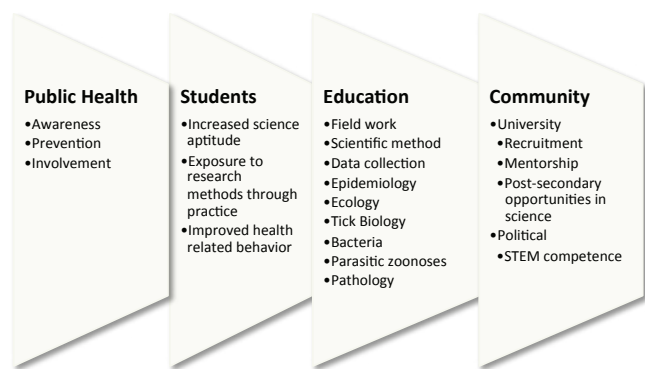 Public Health
•Awareness
•Prevention
•Involvement
Students
•Increased science
aptitude
•Exposure to
research
methods through
practice
•Improved health
related behavior
Education
•Field work
•Scientific method
•Data collection
•Epidemiology
•Ecology
•Tick Biology
•Bacteria
•Parasitic zoonoses
•Pathology
Community
•University
•Recruitment
•Mentorship
•Post-secondary
opportunities in
science
•Political
•STEM competence